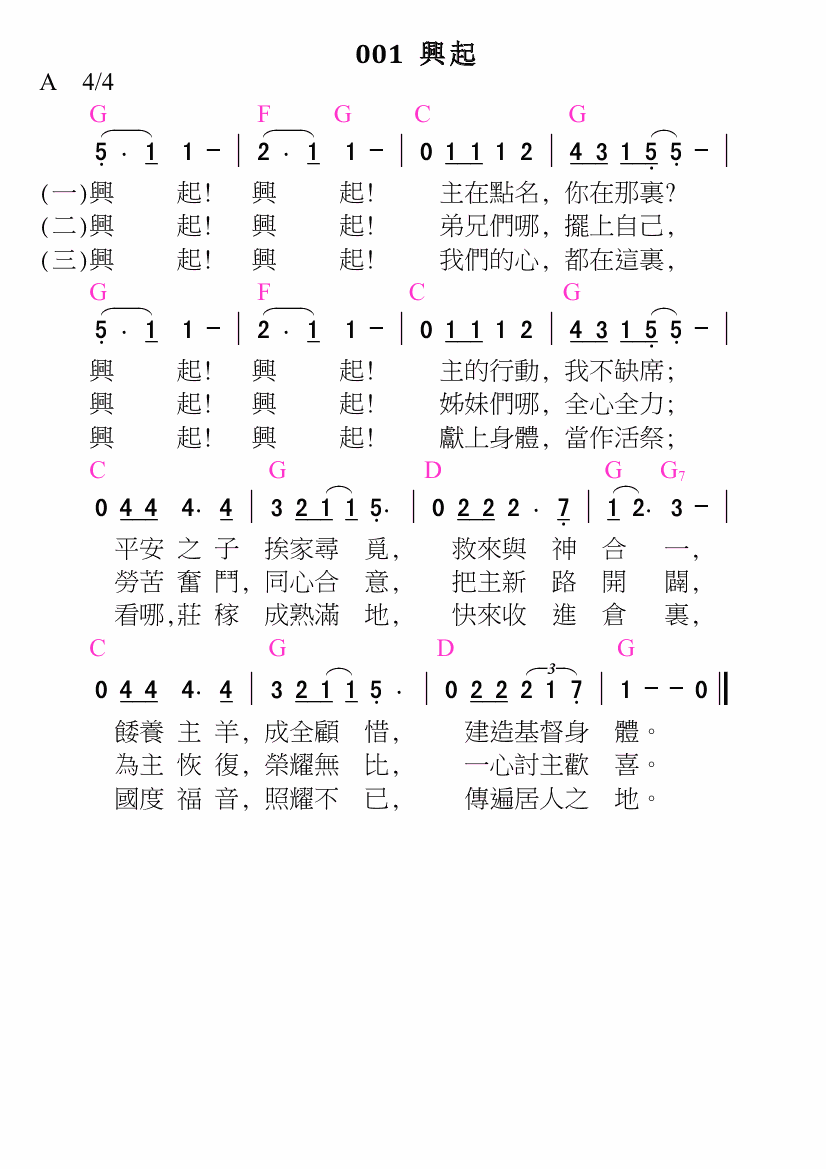 001 興起
A 4/4
G F G C G
5 · 1 1 - | 2 · 1 1 - | 0 1 1 1 2 | 4 3 1 5 5 - |
(一)興 起! 興 起! 主在點名, 你在那裏?
(二)興 起! 興 起! 弟兄們哪, 擺上自己,
(三)興 起! 興 起! 我們的心, 都在這裏,
G F C G
5 · 1 1 - | 2 · 1 1 - | 0 1 1 1 2 | 4 3 1 5 5 - |
興 起! 興 起! 主的行動, 我不缺席;
興 起! 興 起! 姊妹們哪, 全心全力;
興 起! 興 起! 獻上身體, 當作活祭;
C G D G G7
0 4 4 4· 4 | 3 2 1 1 5· | 0 2 2 2 · 7 | 1 2· 3 - |
平安 之 子 挨家尋 覓, 救來與 神 合 一,
勞苦 奮 鬥, 同心合 意, 把主新 路 開 闢,
看哪,莊 稼 成熟滿 地, 快來收 進 倉 裏,
C G D G
0 4 4 4· 4 | 3 2 1 1 5 · | 0 2 2 2 1 7 | 1 - - 0 ‖
3
餧養 主 羊, 成全顧 惜, 建造基督身 體。
為主 恢 復, 榮耀無 比, 一心討主歡 喜。
國度 福 音, 照耀不 已, 傳遍居人之 地。